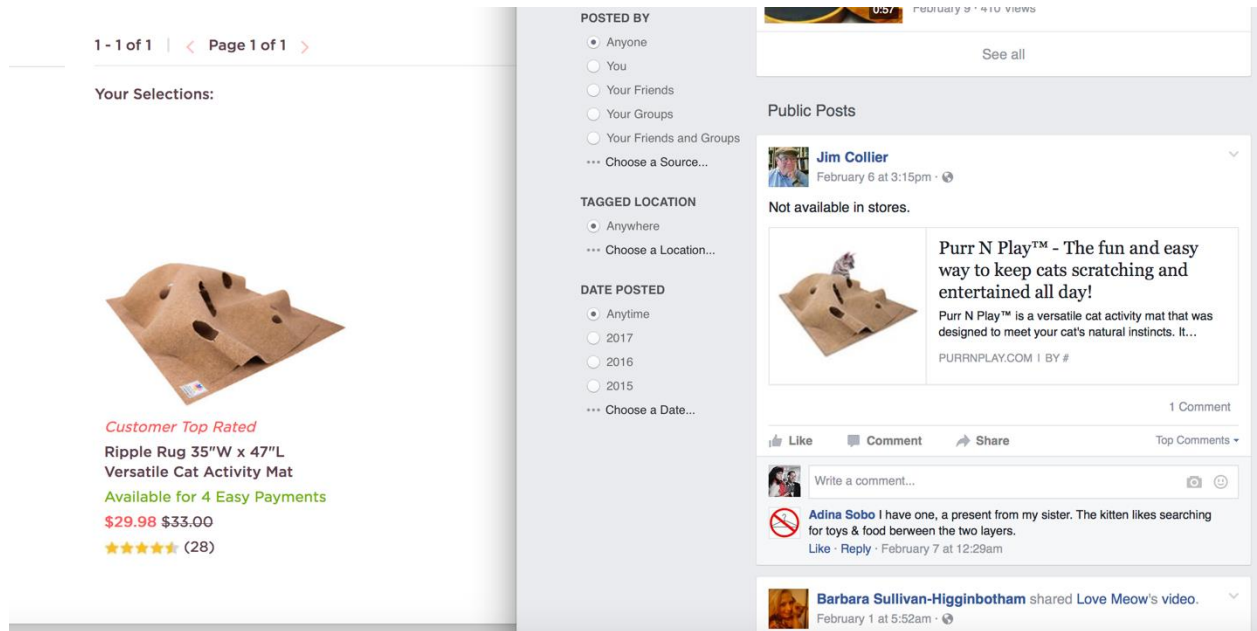 1 - 1 of 1 | < Page 1 of 1 >
Your Selections:
Customer Top Rated
Ripple Rug 35"W x 47"L
Versatile Cat Activity Mat
Available for 4 Easy Payments
$29.98 $33.00
(28)
POSTED BY
Anyone
You
Your Friends
Your Groups
Your Friends and Groups
••• Choose a Source...
TAGGED LOCATION
Anywhere
••• Choose a Location...
DATE POSTED
Anytime
2017
2016
2015
••• Choose a Date...
0:57
February 9 · 410 Views
See all
Public Posts
Jim Collier
February 6 at 3:15pm ·
Not available in stores.
Purr N Play™ - The fun and easy
way to keep cats scratching and
entertained all day!
Purr N Play™ is a versatile cat activity mat that was
designed to meet your cat's natural instincts. It...
PURRNPLAY.COM | BY #
1 Comment
Like Comment Share Top Comments
Write a comment...
Adina Sobo I have one, a present from my sister. The kitten likes searching
for toys & food berween the two layers.
Like · Reply · February 7 at 12:29am
Barbara Sullivan-Higginbotham shared Love Meow's video.
February 1 at 5:52am ·